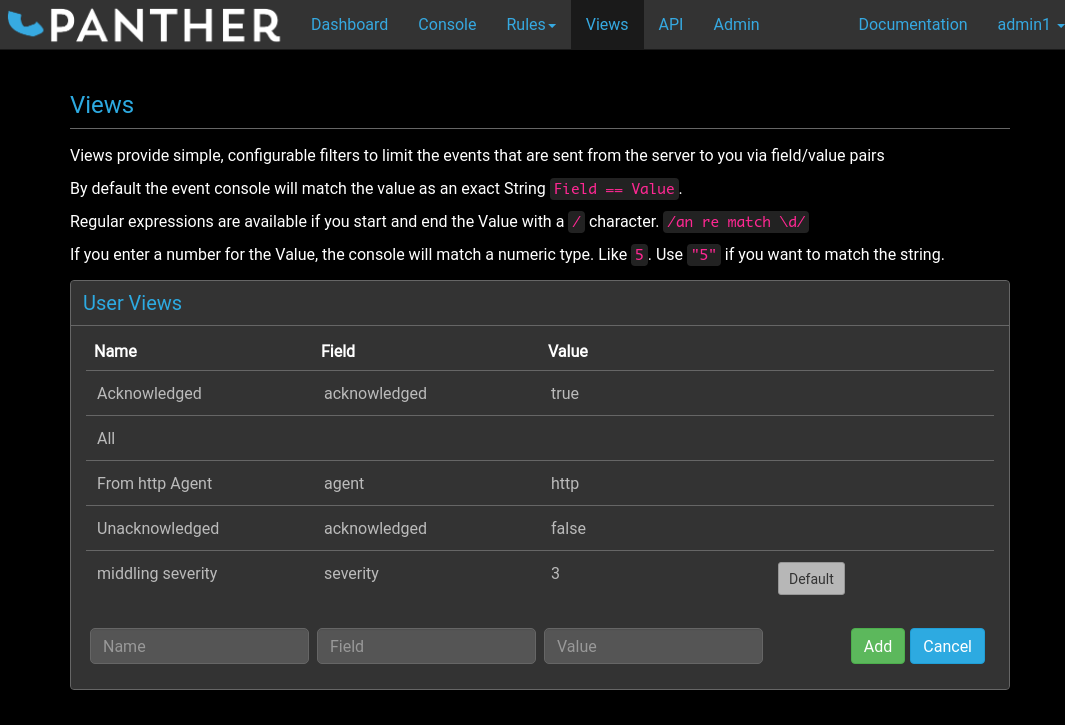 PANTHER Dashboard Console Rules Views API Admin Documentation admin1
Views
Views provide simple, configurable filters to limit the events that are sent from the server to you via field/value pairs
By default the event console will match the value as an exact String Field == Value.
Regular expressions are available if you start and end the Value with a / character. /an re match \d/
If you enter a number for the Value, the console will match a numeric type. Like 5. Use "5" if you want to match the string.
User Views
Name Field Value
Acknowledged acknowledged true
All
From http Agent agent http
Unacknowledged acknowledged false
middling severity severity 3 Default
Name Field Value Add Cancel